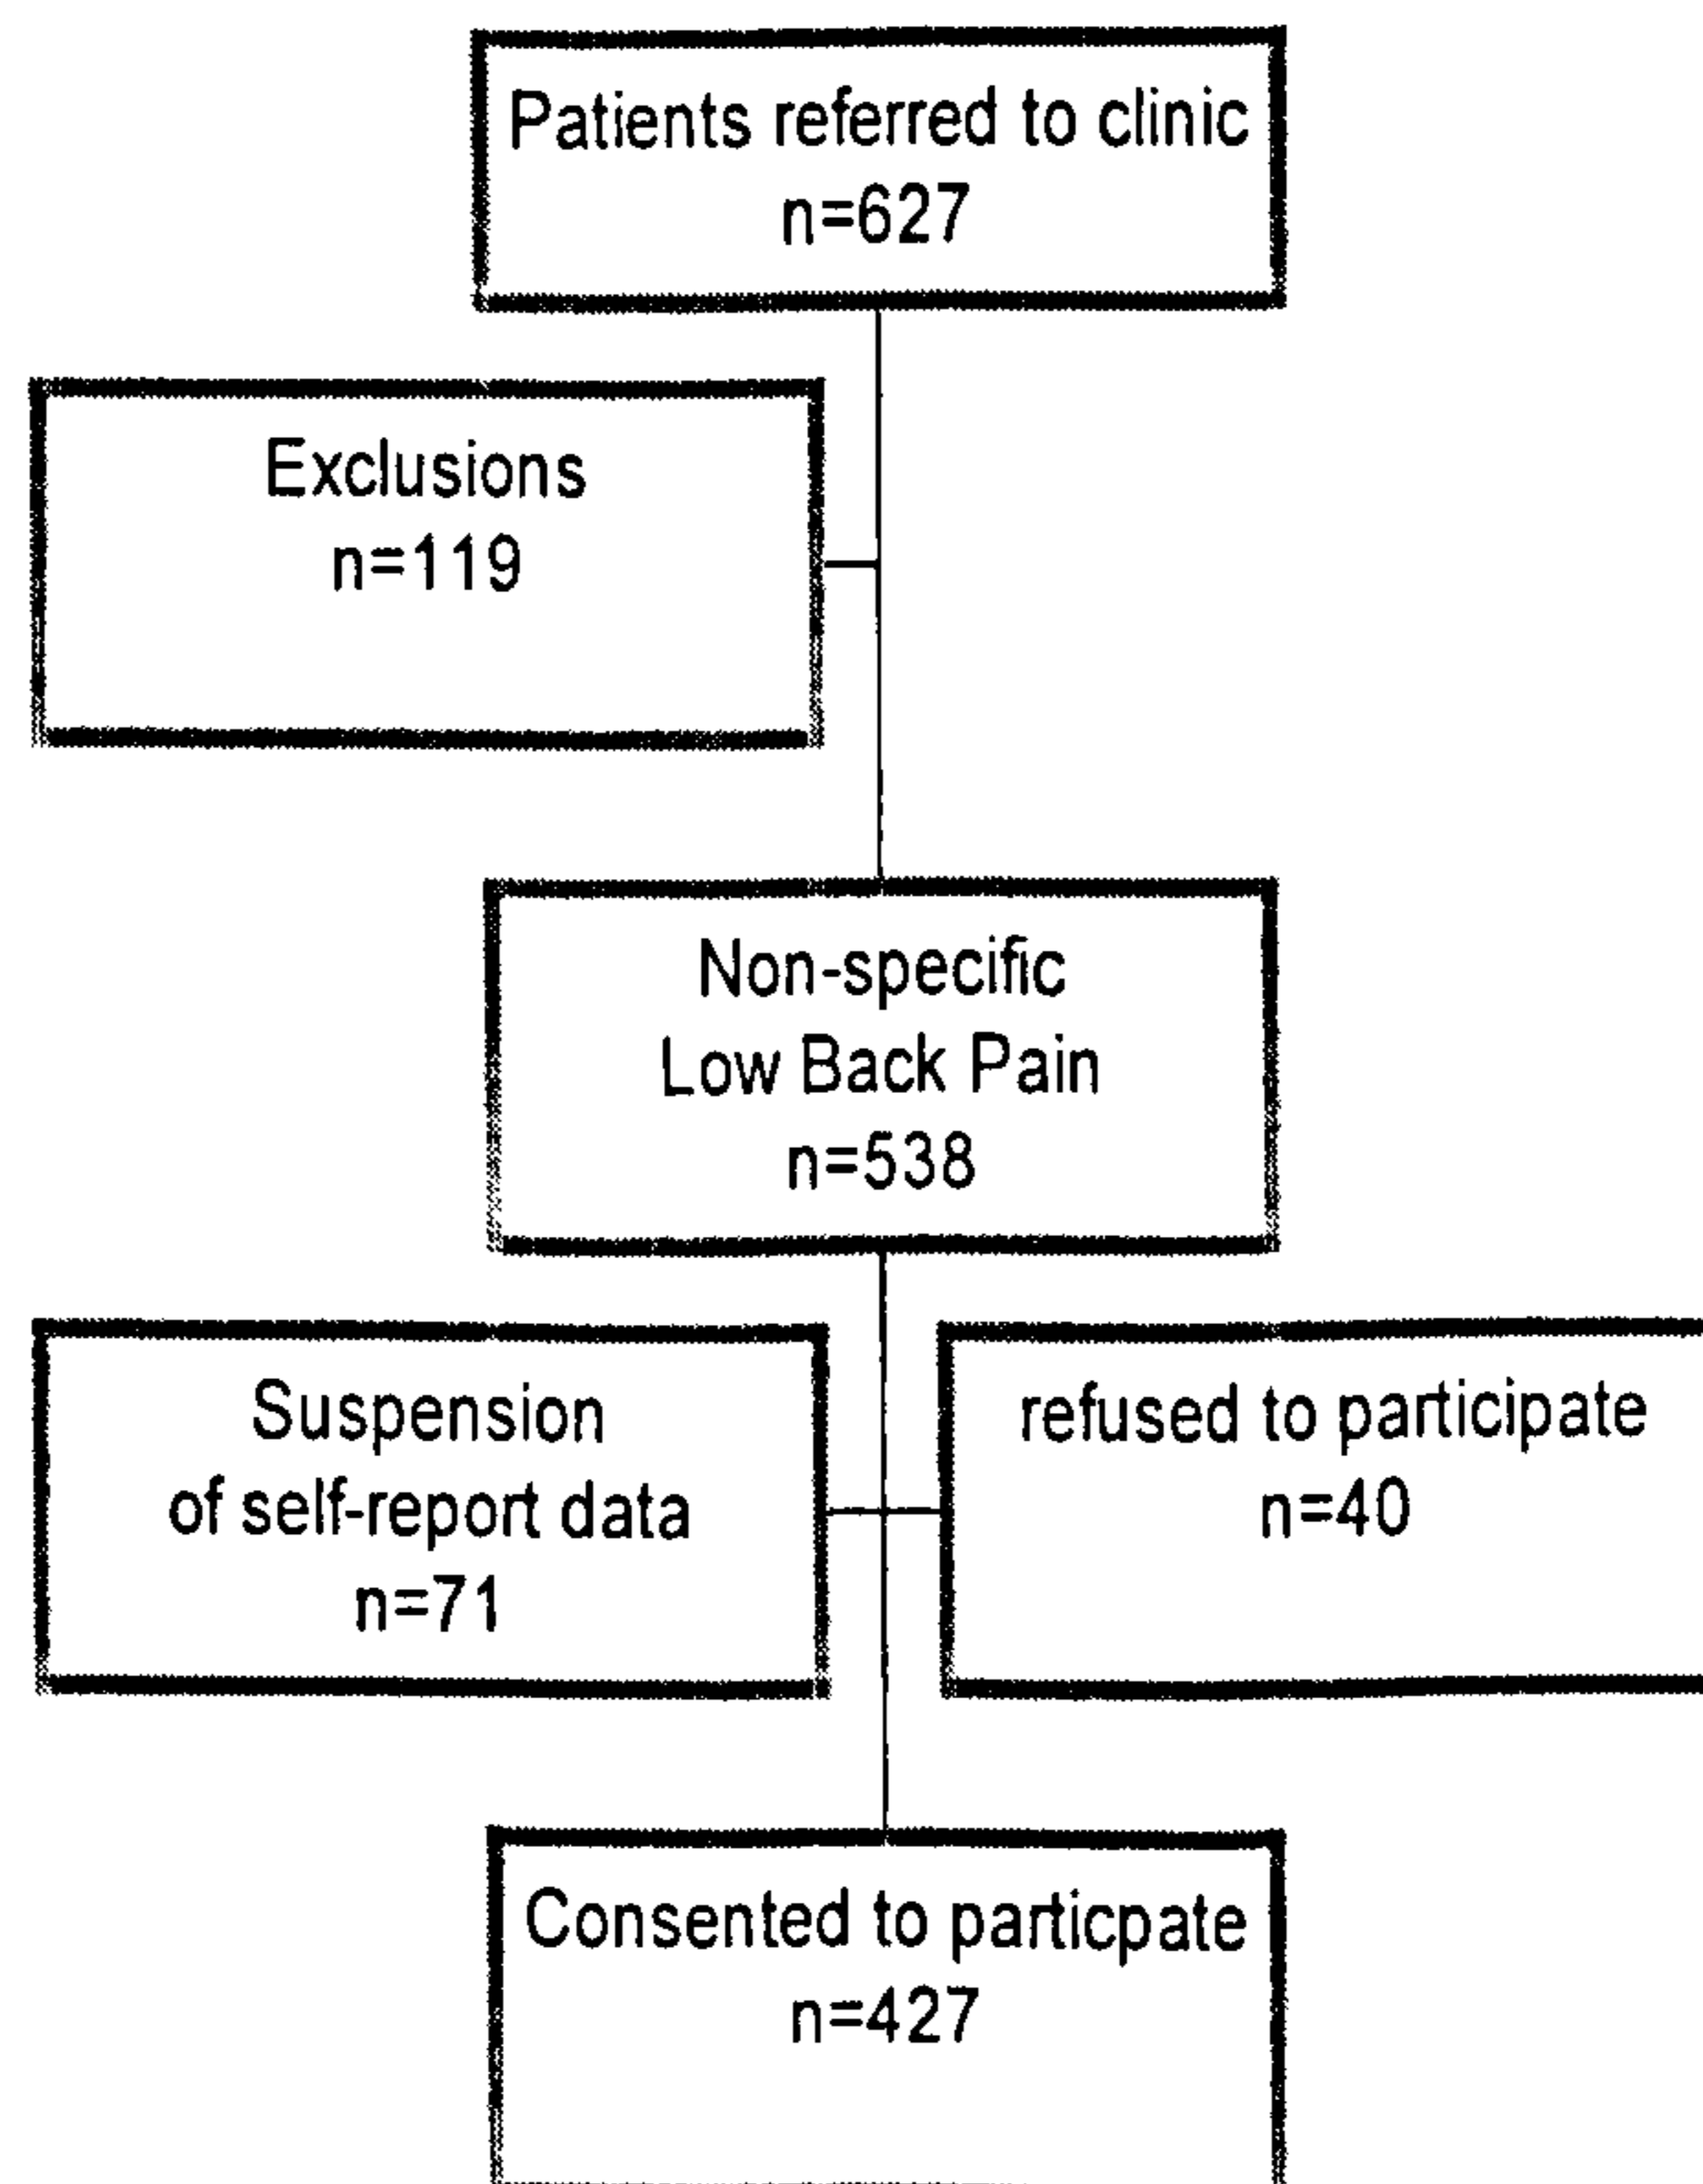 Patients referred to clinic
n=627
Exclusions
n=119
Non-specific
Low Back Pain
n=538
Suspension
of self-report data
n=71
refused to participate
n=40
Consented to particpate
n=427